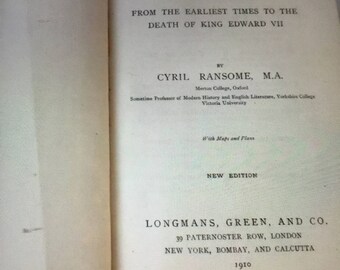 FROM THE EARLIEST TIMES TO THE
DEATH OF KING EDWARD VII
BY
CYRIL RANSOME, M.A.
Merton College, Oxford
Sometime Professor of Modern History and English Literature, Yorkshire College
Victoria University
With Maps and Plans
NEW EDITION
LONGMANS, GREEN, AND CO.
39 PATERNOSTER ROW, LONDON
NEW YORK, BOMBAY, AND CALCUTTA
1910